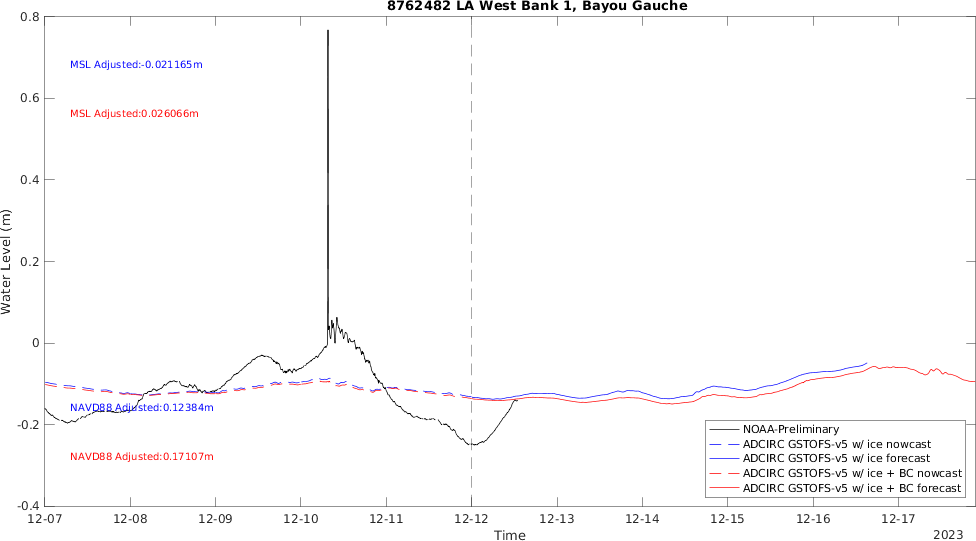 8762482 LA West Bank 1, Bayou Gauche
0.8
MSL Adjusted:-0.021165m
0.6
MSL Adjusted:0.026066m
0.4
0.2
Water Level (m)
0
NAVD88 Adjusted:0.12384m
-0.2
NOAA-Preliminary
ADCIRC GSTOFS-v5 w/ ice nowcast
ADCIRC GSTOFS-v5 w/ ice forecast
NAVD88 Adjusted:0.17107m
ADCIRC GSTOFS-v5 w/ ice + BC nowcast
ADCIRC GSTOFS-v5 w/ ice + BC forecast
-0.4
12-07 12-08 12-09 12-10 12-11 12-12 12-13 12-14 12-15 12-16 12-17
Time
2023